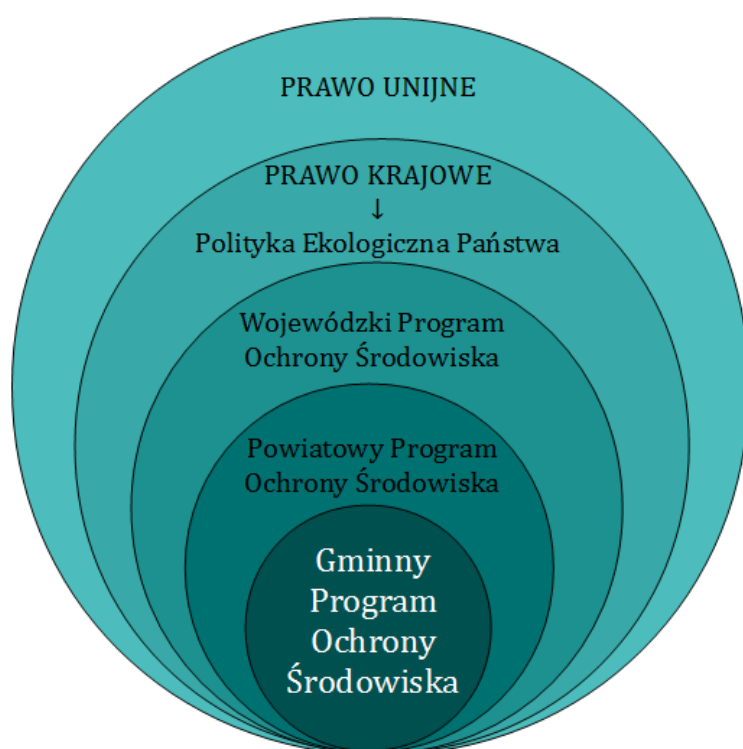 PRAWO UNIJNE
PRAWO KRAJOWE
↓
Polityka Ekologiczna Państwa
Wojewódzki Program
Ochrony Środowiska
Powiatowy Program
Ochrony Środowiska
Gminny
Program
Ochrony
Środowiska